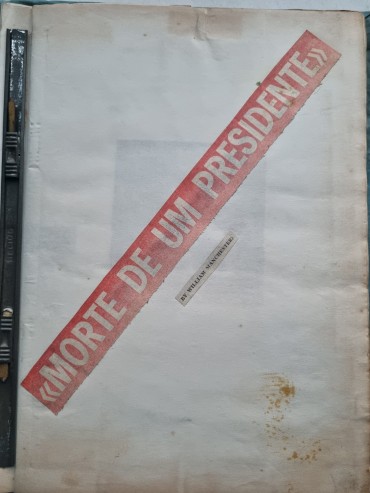 «MORTE DE UM PRESIDENTE»
BY WILLIAM MANCHESTER.